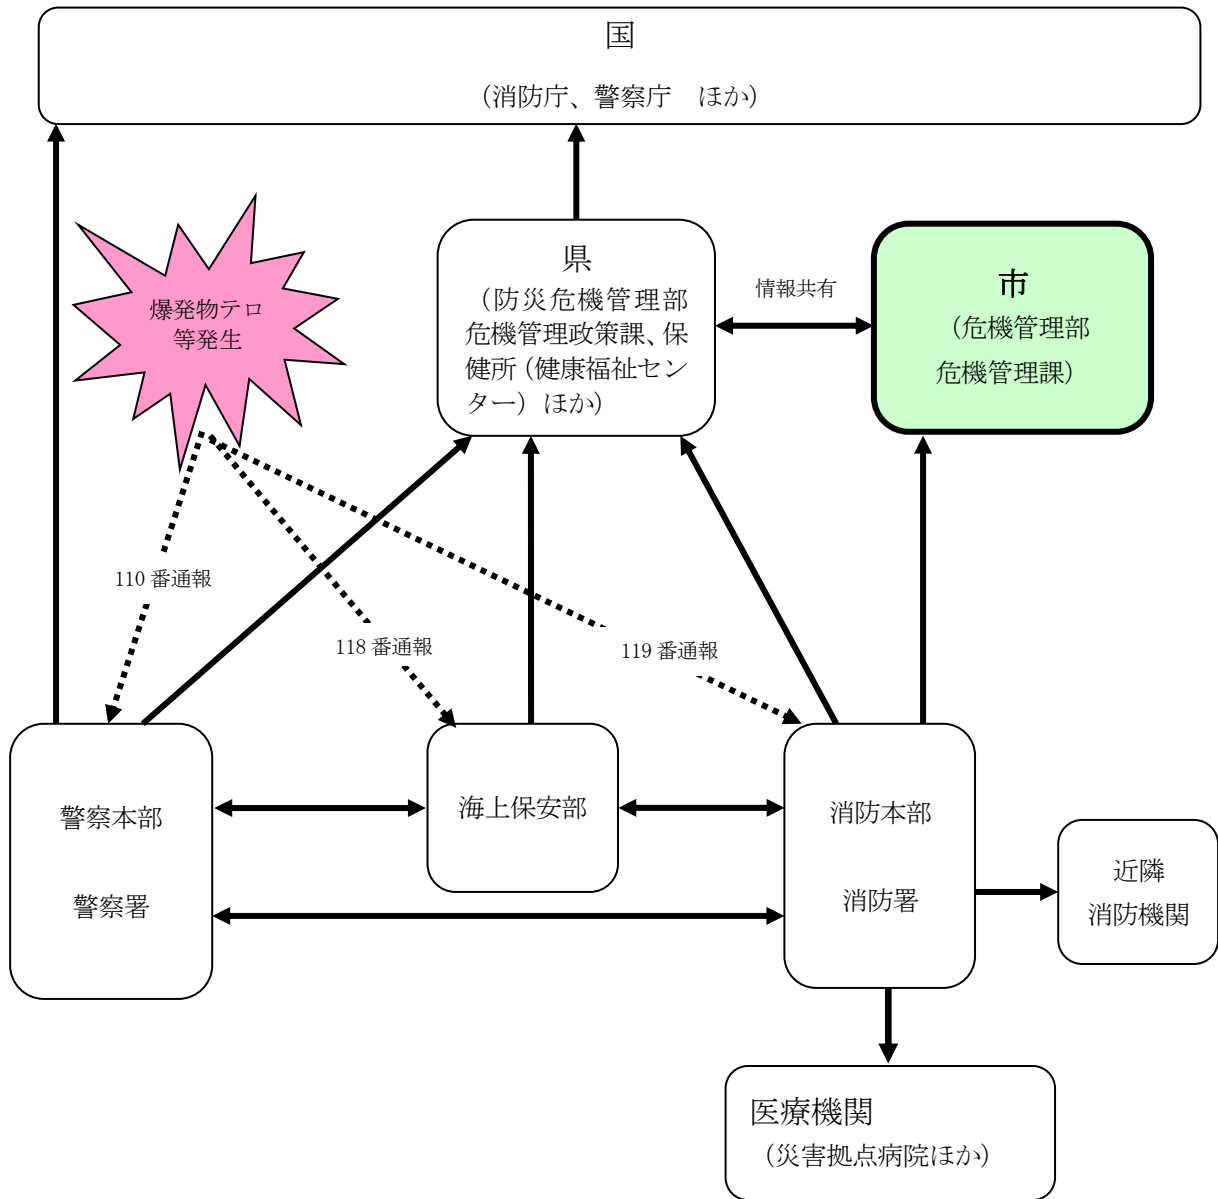 国
（消防庁、警察庁　ほか）
爆発物テロ
等発生
県
（防災危機管理部
危機管理政策課、保
健所（健康福祉セン
ター）ほか）
情報共有
市
（危機管理部
危機管理課）
110 番通報
118 番通報
119 番通報
警察本部
警察署
海上保安部
消防本部
消防署
近隣
消防機関
医療機関
（災害拠点病院ほか）